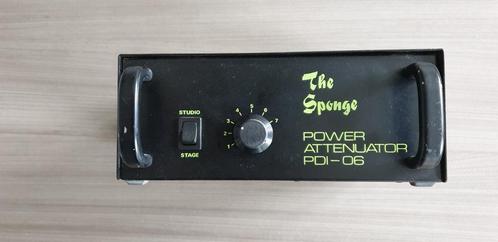 The
Sponge
POWER
ATTENUATOR
PDI-06
STUDIO
STAGE
1
2
3
4
5
6
7